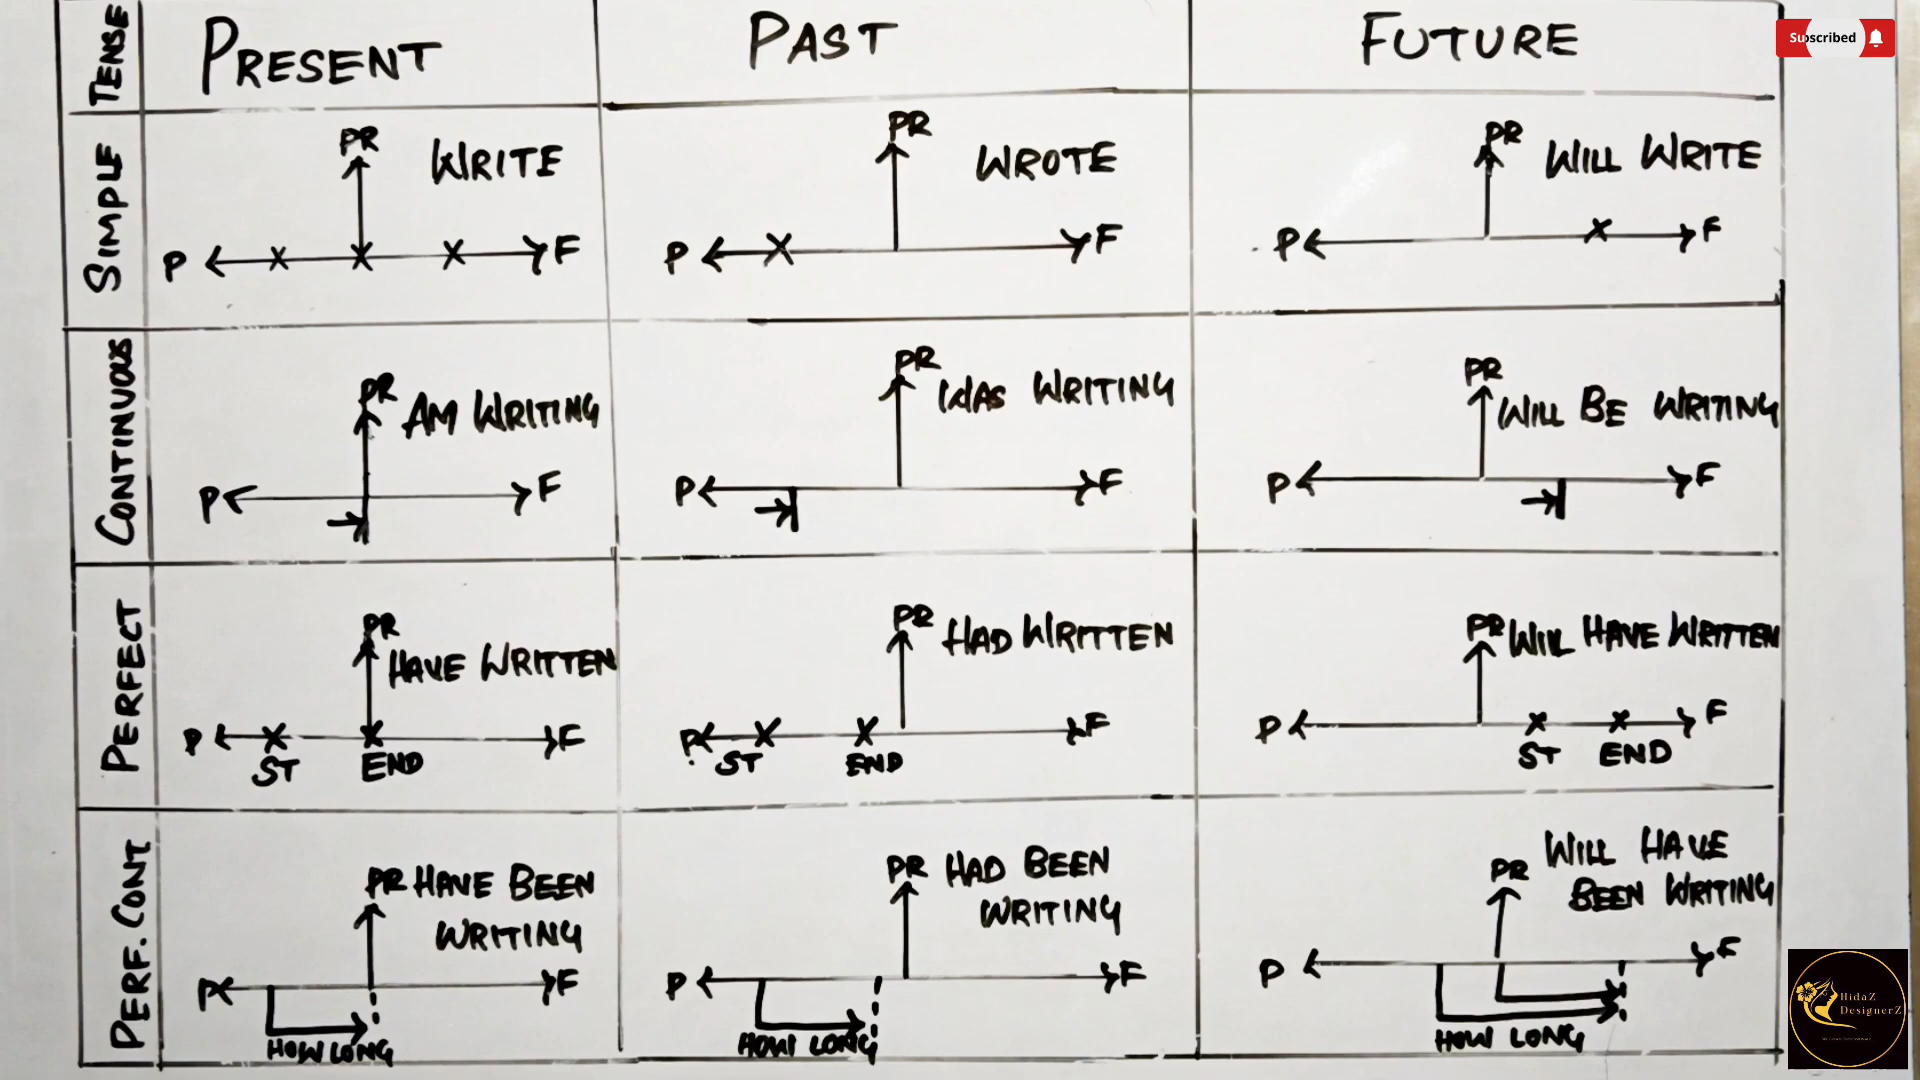 TENSE
PRESENT
PAST
FUTURE
Subscribed
SIMPLE
PR
WRITE
P
F
PR
WROTE
P
F
PR
WILL WRITE
P
F
CONTINUOUS
PR
AM WRITING
P
F
PR
WAS WRITING
P
F
PR
WILL BE WRITING
P
F
PERFECT
PR
HAVE WRITTEN
P
F
ST
END
PR
HAD WRITTEN
P
F
ST
END
PR
WILL HAVE WRITTEN
P
F
ST
END
PERF. CONT
PR
HAVE BEEN
WRITING
P
F
HOW LONG
PR
HAD BEEN
WRITING
P
F
HOW LONG
PR
WILL HAVE
BEEN WRITING
P
F
HOW LONG
HidaZ
DesignerZ